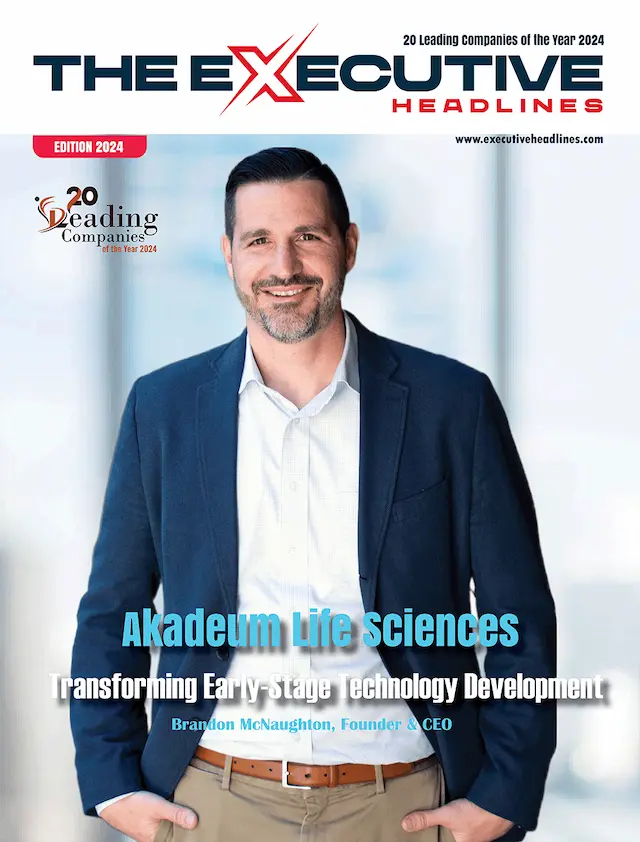 20 Leading Companies of the Year 2024
THE EXECUTIVE
HEADLINES
www.executiveheadlines.com
EDITION 2024
20
Leading
Companies
of the Year 2024
Akadeum Life Sciences
Transforming Early-Stage Technology Development
Brandon McNaughton, Founder & CEO